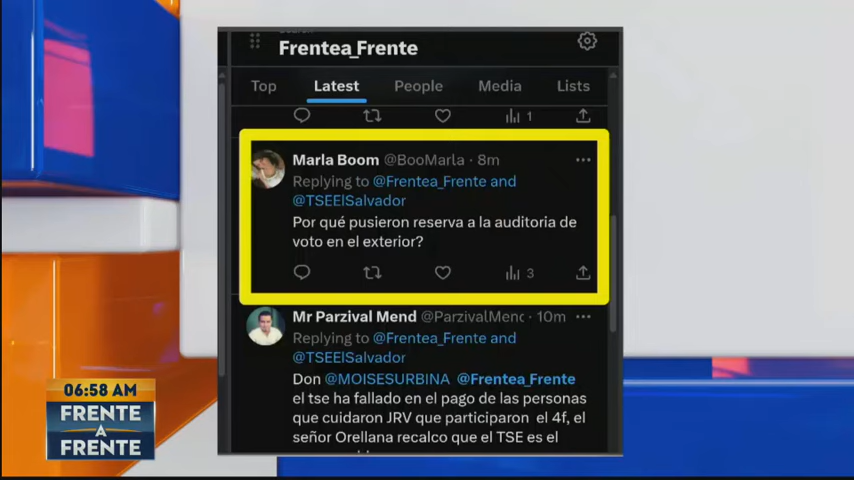 Frentea_Frente
Top Latest People Media Lists
1
Marla Boom @BooMarla · 8m
Replying to @Frentea_Frente and
@TSEElSalvador
Por qué pusieron reserva a la auditoria de
voto en el exterior?
3
Mr Parzival Mend @ParzivalMenc · 10m
Replying to @Frentea_Frente and
@TSEElSalvador
Don @MOISESURBINA @Frentea_Frente
el tse ha fallado en el pago de las personas
que cuidaron JRV que participaron el 4f, el
señor Orellana recalco que el TSE es el
06:58 AM
FRENTE
A
FRENTE